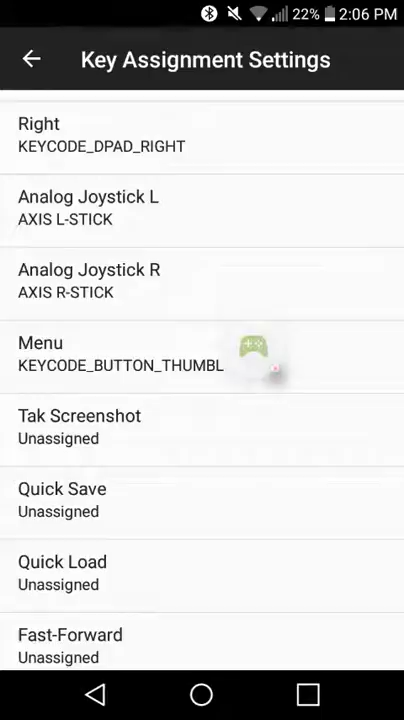 22% 2:06 PM
Key Assignment Settings
Right
KEYCODE_DPAD_RIGHT
Analog Joystick L
AXIS L-STICK
Analog Joystick R
AXIS R-STICK
Menu
KEYCODE_BUTTON_THUMBL
Tak Screenshot
Unassigned
Quick Save
Unassigned
Quick Load
Unassigned
Fast-Forward
Unassigned